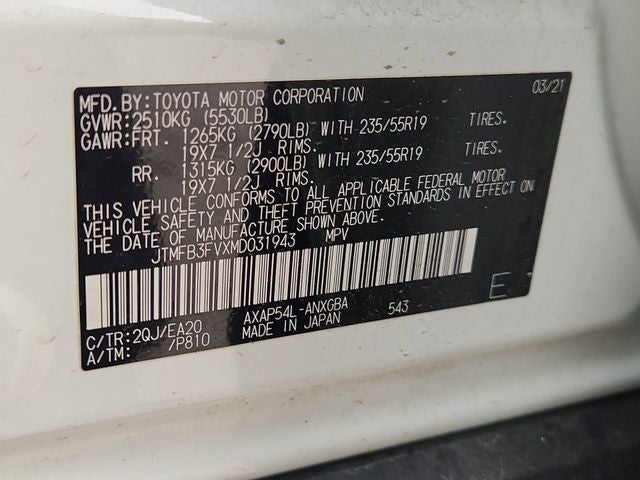 03/21
MFD.BY:TOYOTA MOTOR CORPORATION
GVWR:2510KG (5530LB)
GAWR:FRT. 1265KG (2790LB) WITH 235/55R19 TIRES.
19X7 1/2J RIMS.
RR. 1315KG (2900LB) WITH 235/55R19 TIRES.
19X7 1/2J RIMS.
THIS VEHICLE CONFORMS TO ALL APPLICABLE FEDERAL MOTOR
VEHICLE SAFETY AND THEFT PREVENTION STANDARDS IN EFFECT ON
THE DATE OF MANUFACTURE SHOWN ABOVE.
JTMFB3FVXMD031943 MPV
E
C/TR:2QJ/EA20 AXAP54L-ANXGBA 543
A/TM: /P810 MADE IN JAPAN